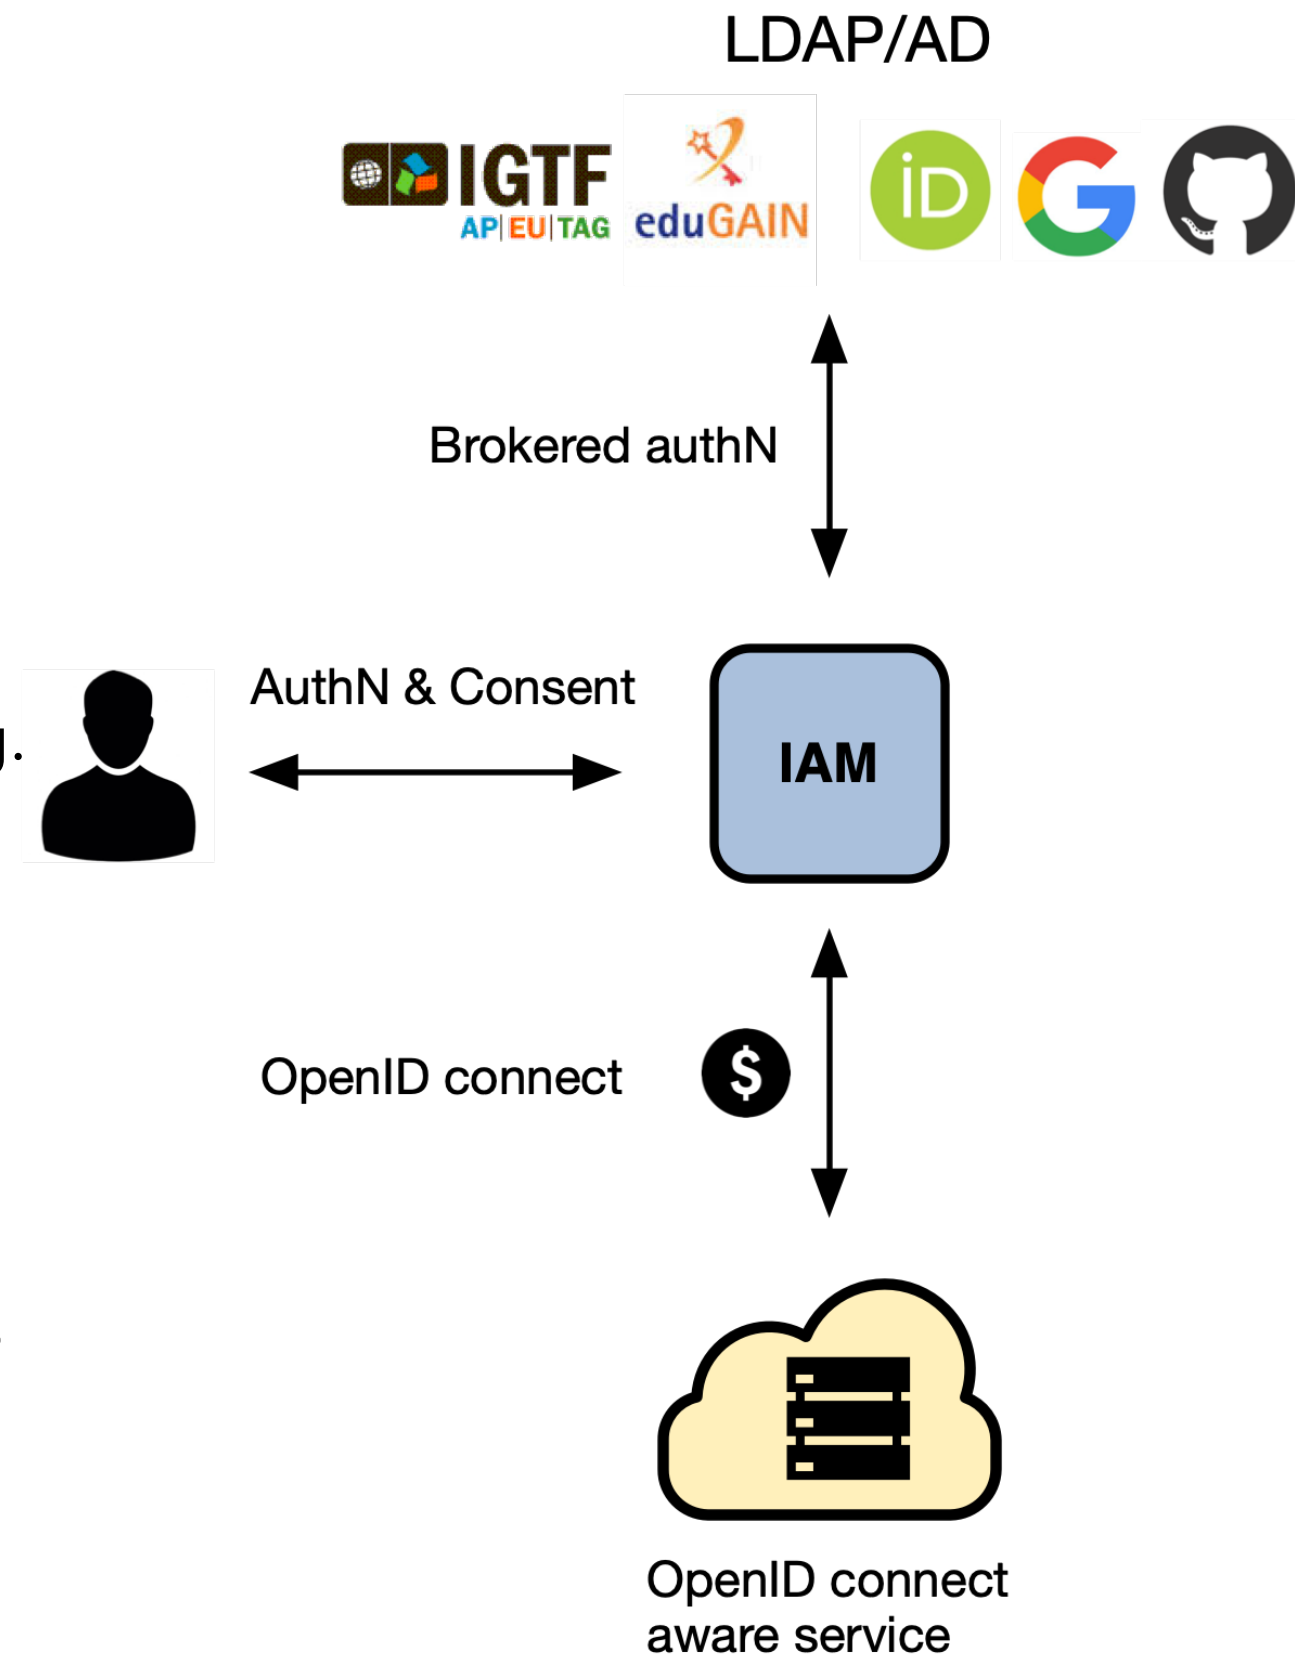 LDAP/AD
IGTF
AP|EU|TAG
eduGAIN
iD
G
Brokered authN
AuthN & Consent
IAM
OpenID connect
$
OpenID connect
aware service